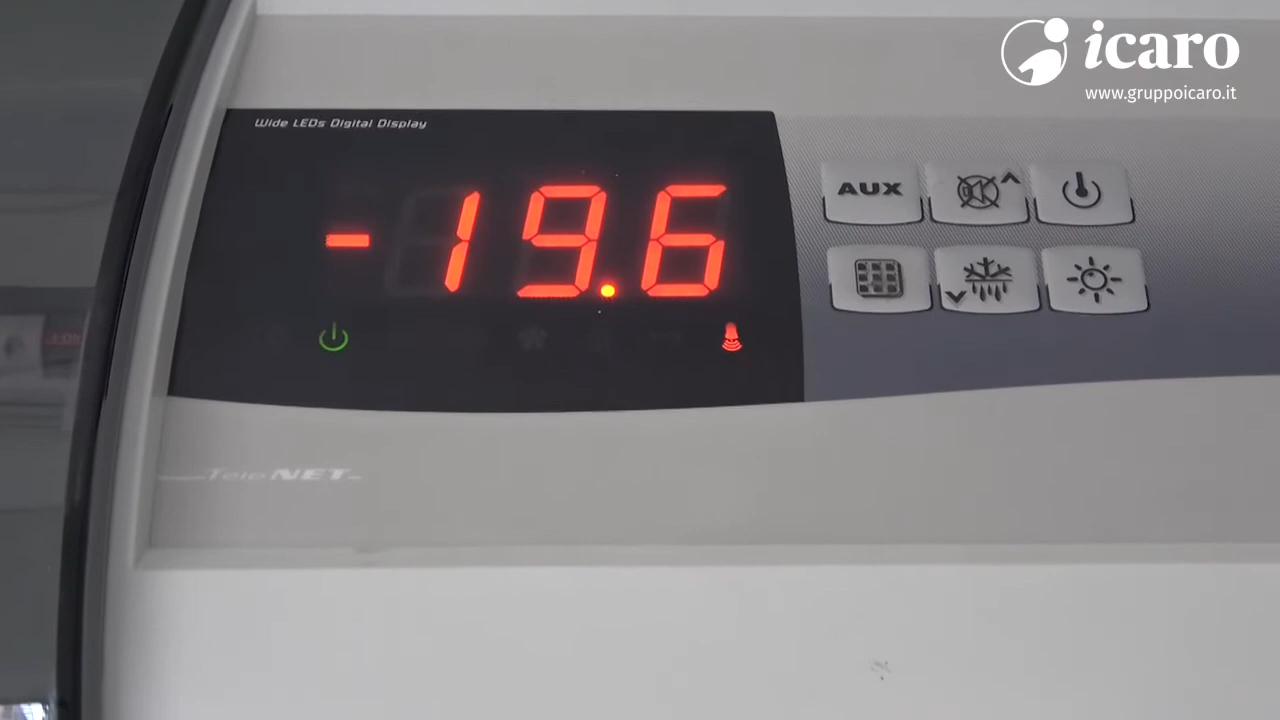 icaro
www.gruppoicaro.it
Wide LEDs Digital Display
-19.6
AUX
TeleNET